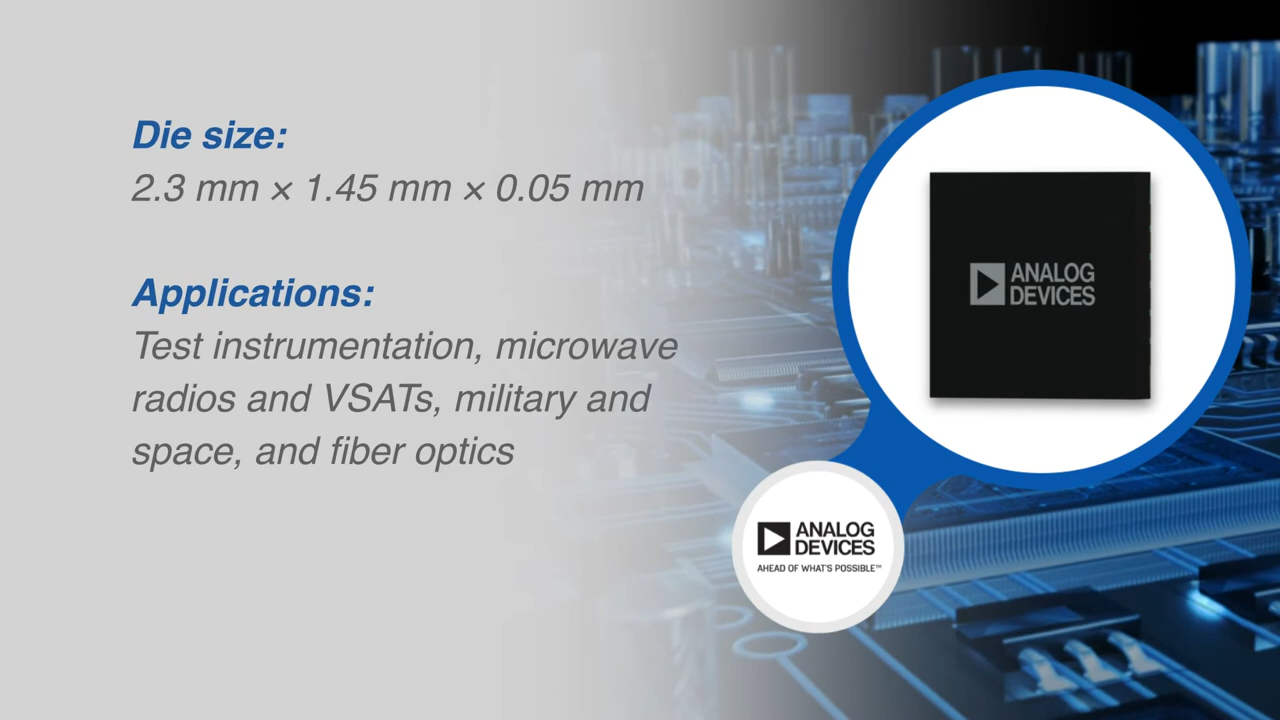 Die size:
2.3 mm × 1.45 mm × 0.05 mm
Applications:
Test instrumentation, microwave
radios and VSATs, military and
space, and fiber optics
ANALOG
DEVICES
ANALOG
DEVICES
AHEAD OF WHAT'S POSSIBLE™